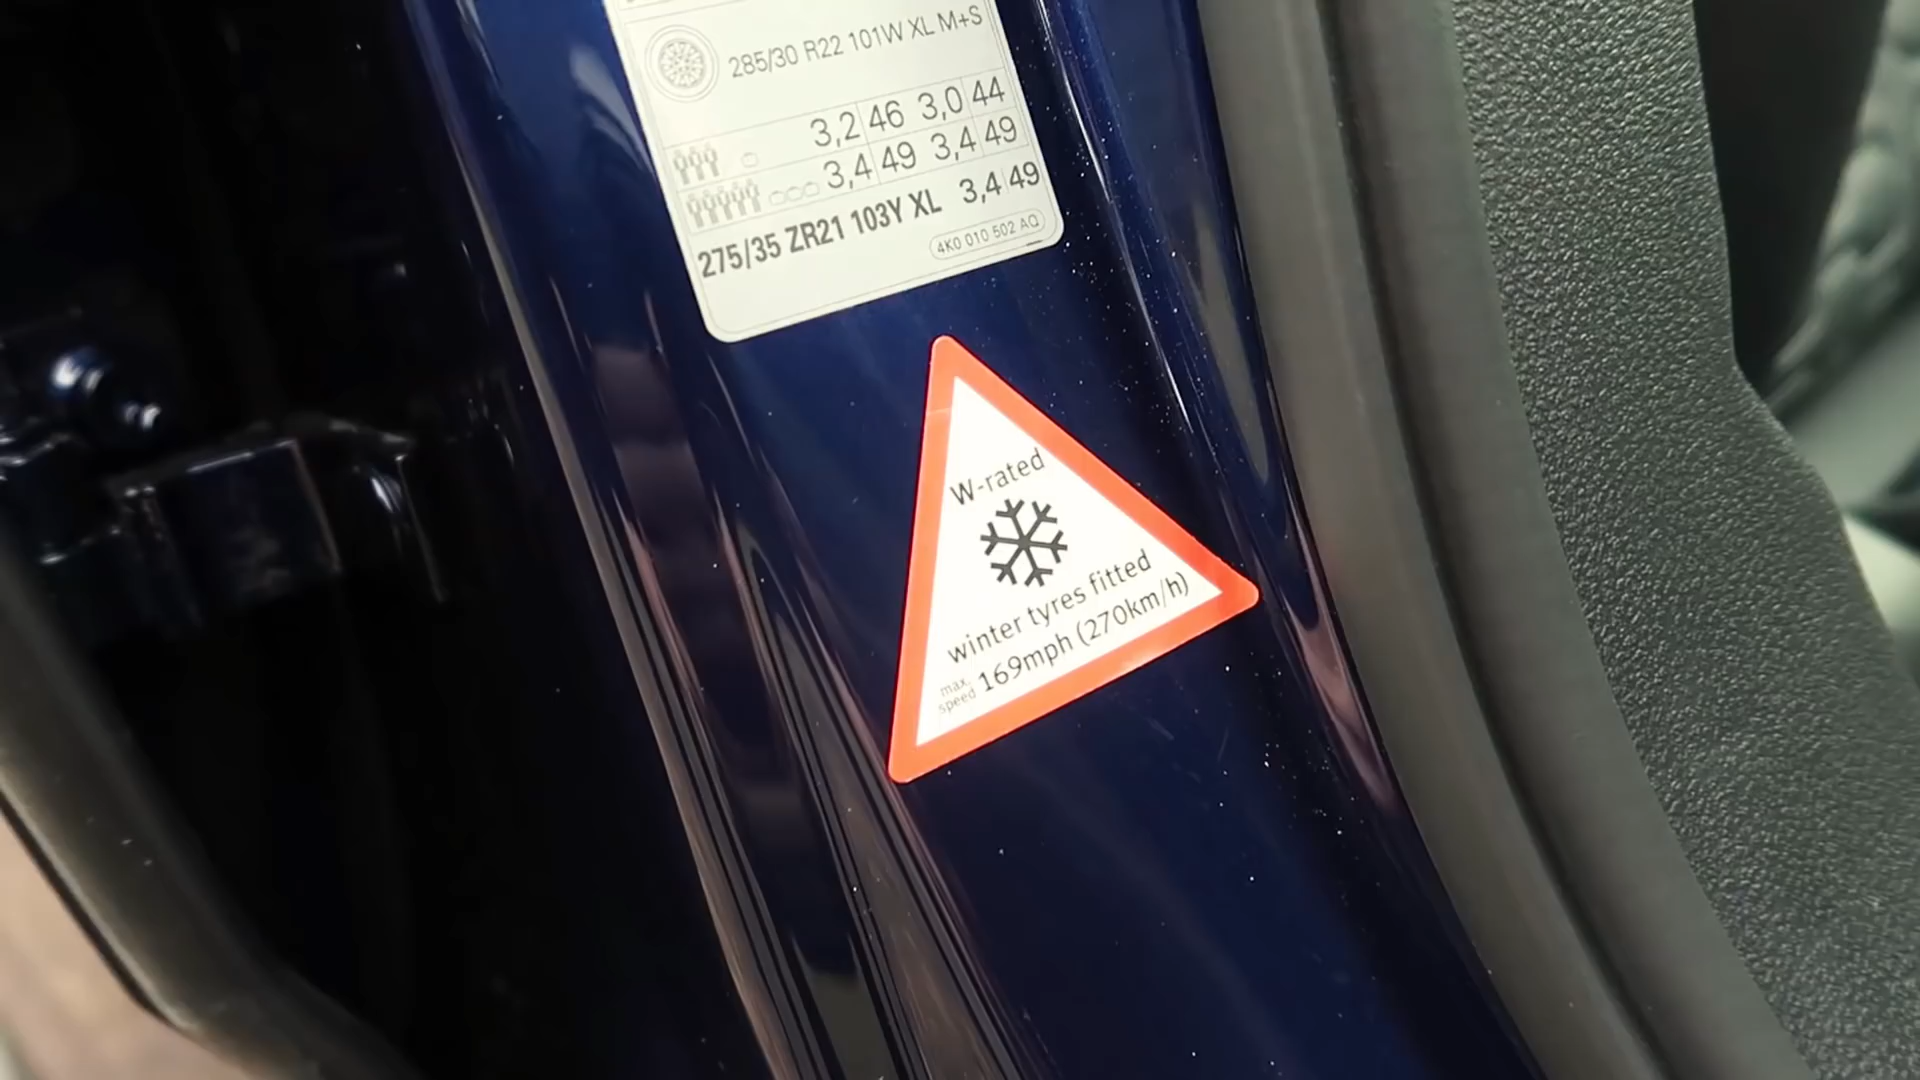 285/30 R22 101W XL M+S
3,2 46 3,0 44
3,4 49 3,4 49
275/35 ZR21 103Y XL 3,4 49
4K0 010 502 AQ
W-rated
winter tyres fitted
max. speed 169mph (270km/h)